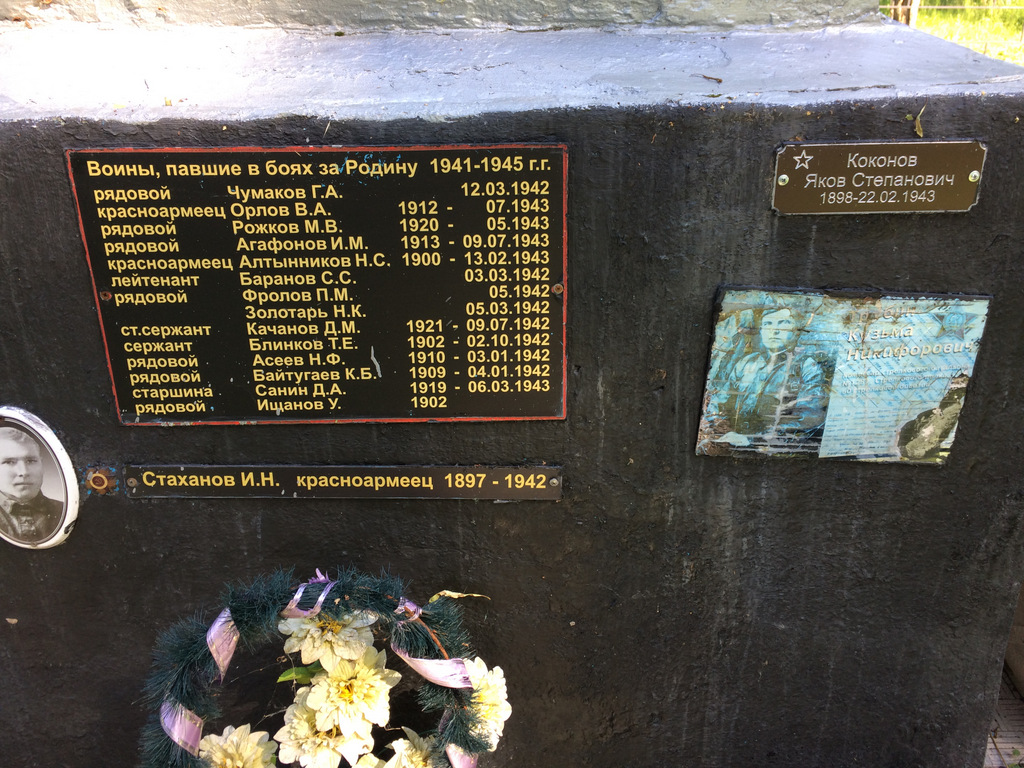 Воины, павшие в боях за Родину 1941-1945 г.г.
рядовой Чумаков Г.А. 12.03.1942
красноармеец Орлов В.А. 1912 - 07.1943
рядовой Рожков М.В. 1920 - 05.1943
рядовой Агафонов И.М. 1913 - 09.07.1943
красноармеец Алтынников Н.С. 1900 - 13.02.1943
лейтенант Баранов С.С. 03.03.1942
рядовой Фролов П.М. 05.1942
Золотарь Н.К. 05.03.1942
ст.сержант Качанов Д.М. 1921 - 09.07.1942
сержант Блинков Т.Е. 1902 - 02.10.1942
рядовой Асеев Н.Ф. 1910 - 03.01.1942
рядовой Байтугаев К.Б. 1909 - 04.01.1942
старшина Санин Д.А. 1919 - 06.03.1943
рядовой Ищанов У. 1902
Стаханов И.Н. красноармеец 1897 - 1942
Коконов
Яков Степанович
1898-22.02.1943
Кузьма
Никифорович